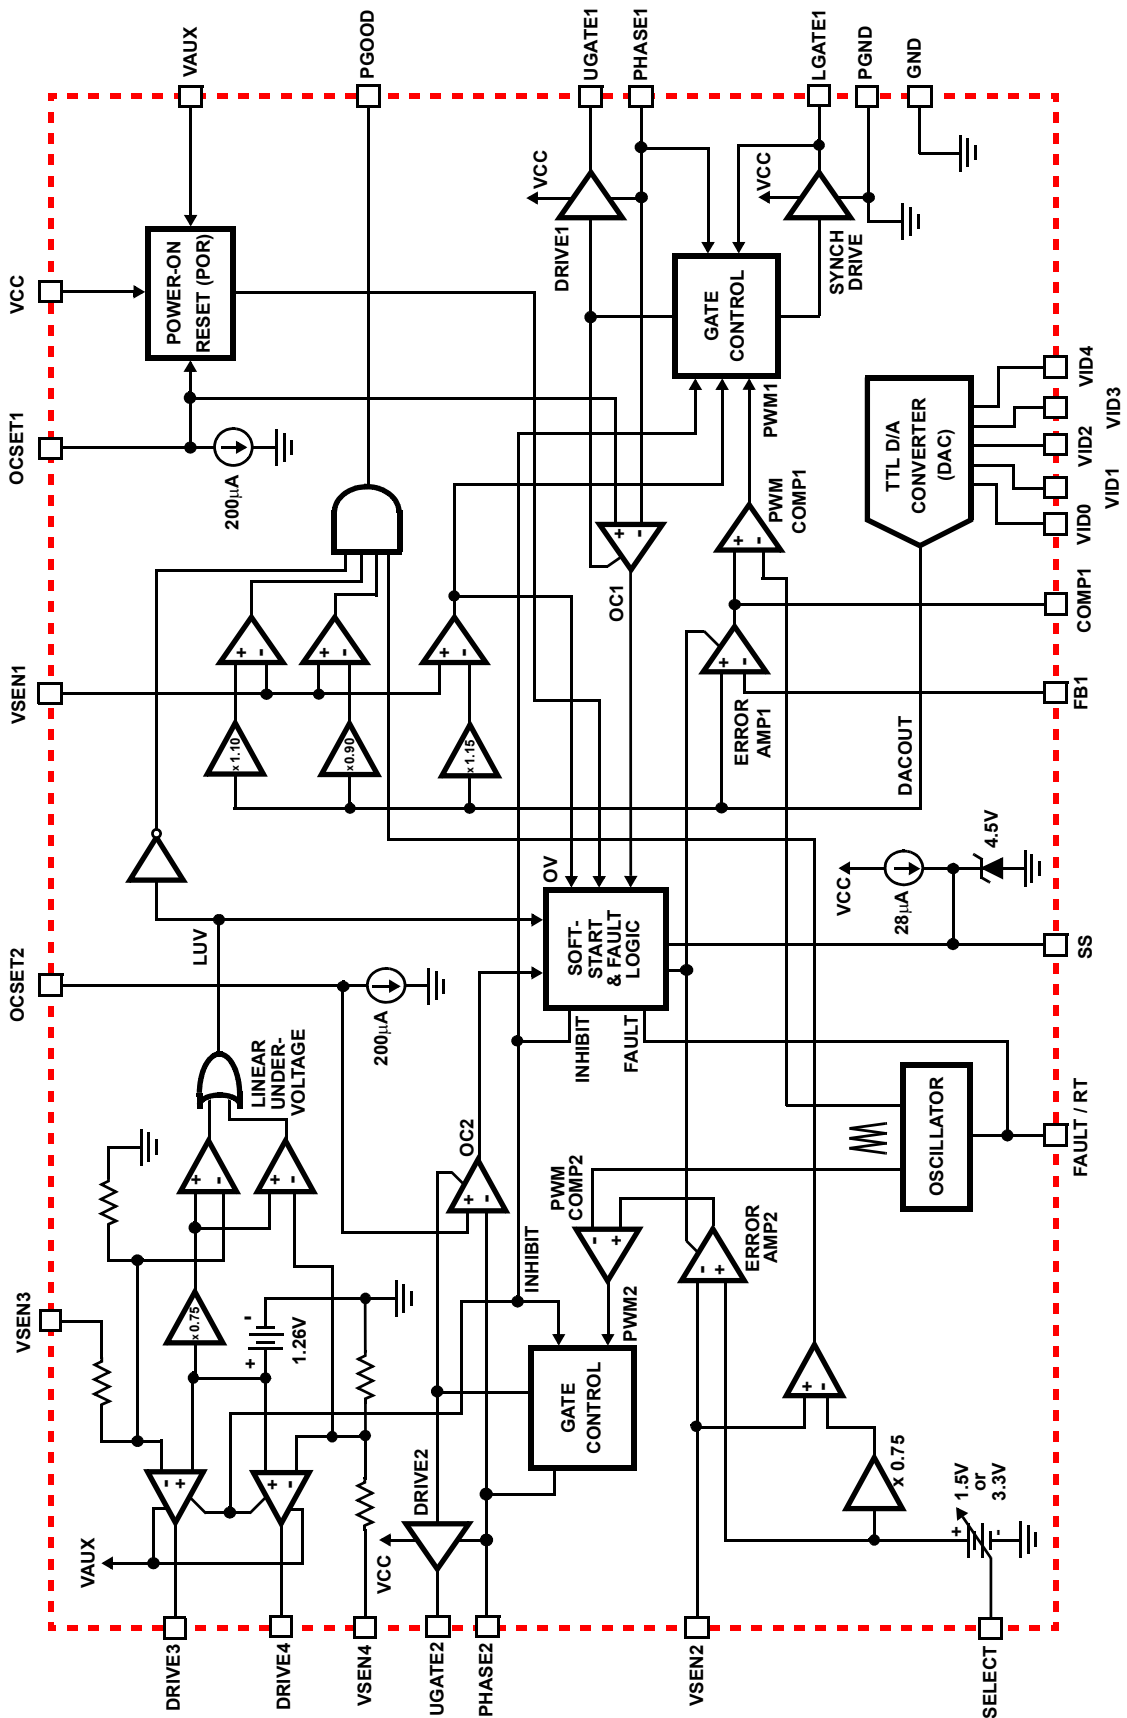 VSEN3
OCSET2
VSEN1
OCSET1
VCC
VAUX
DRIVE3
LUV
POWER-ON
RESET (POR)
VAUX
x 0.75
LINEAR
UNDER-
VOLTAGE
+
-
+
-
- +
+ -
+
-
1.26V
DRIVE4
x 1.10
x 0.90
x 1.15
+
-
+
-
+
-
200µA
PGOOD
VSEN4
VCC
200µA
DRIVE2
UGATE2
PHASE2
OC2
+
-
INHIBIT
OV
SOFT-
START
& FAULT
LOGIC
INHIBIT
FAULT
OC1
+
-
DRIVE1
VCC
UGATE1
PHASE1
GATE
CONTROL
PWM2
PWM
COMP2
-
+
VSEN2
-
+
ERROR
AMP2
ERROR
AMP1
+
-
PWM
COMP1
+
-
PWM1
GATE
CONTROL
VCC
SYNCH
DRIVE
LGATE1
PGND
GND
+
-
x 0.75
OSCILLATOR
VCC
28µA
4.5V
DACOUT
TTL D/A
CONVERTER
(DAC)
+
-
1.5V
or
3.3V
SELECT
FAULT / RT
SS
FB1
COMP1
VID0
VID1
VID2
VID3
VID4